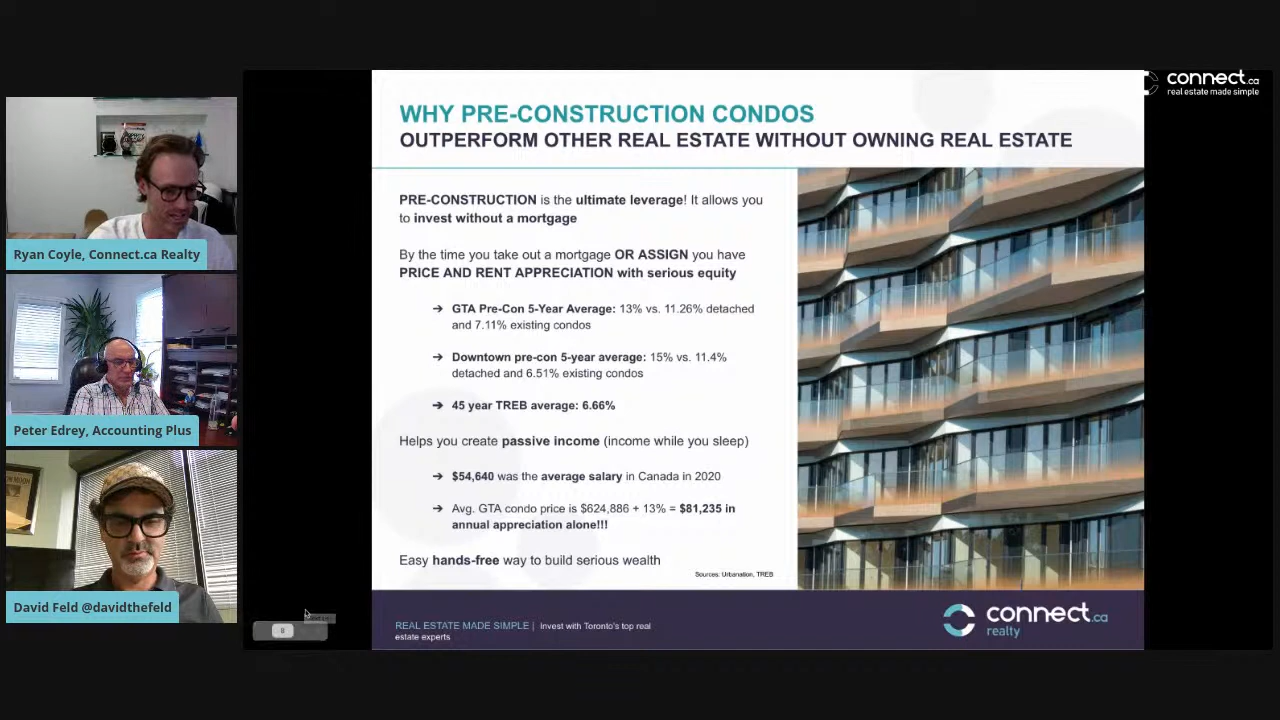 connect.ca
real estate made simple
WHY PRE-CONSTRUCTION CONDOS
OUTPERFORM OTHER REAL ESTATE WITHOUT OWNING REAL ESTATE
PRE-CONSTRUCTION is the ultimate leverage! It allows you
to invest without a mortgage
By the time you take out a mortgage OR ASSIGN you have
PRICE AND RENT APPRECIATION with serious equity
➔ GTA Pre-Con 5-Year Average: 13% vs. 11.26% detached
and 7.11% existing condos
➔ Downtown pre-con 5-year average: 15% vs. 11.4%
detached and 6.51% existing condos
➔ 45 year TREB average: 6.66%
Helps you create passive income (income while you sleep)
➔ $54,640 was the average salary in Canada in 2020
➔ Avg. GTA condo price is $624,886 + 13% = $81,235 in
annual appreciation alone!!!
Easy hands-free way to build serious wealth
Sources: Urbanation, TREB
REAL ESTATE MADE SIMPLE | Invest with Toronto's top real
estate experts
connect.ca
realty
Ryan Coyle, Connect.ca Realty
Peter Edrey, Accounting Plus
David Feld @davidthefeld